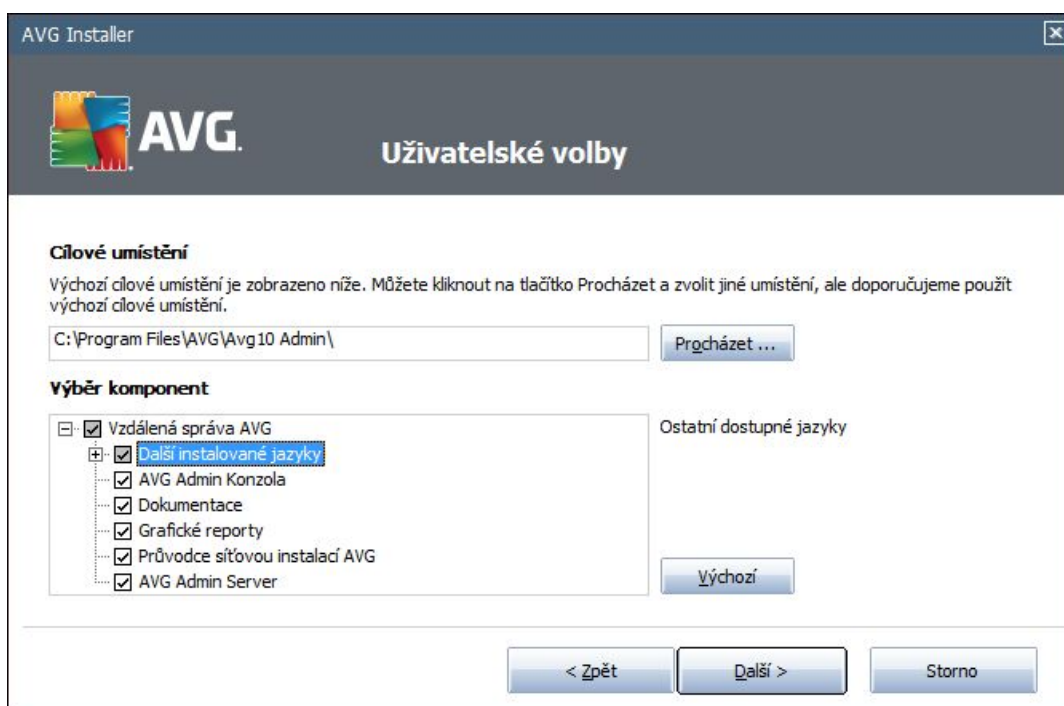 AVG Installer
AVG.
Uživatelské volby
Cílové umístění
Výchozí cílové umístění je zobrazeno níže. Můžete kliknout na tlačítko Procházet a zvolit jiné umístění, ale doporučujeme použít
výchozí cílové umístění.
C:\Program Files\AVG\Avg10 Admin\
Procházet ...
Výběr komponent
Vzdálená správa AVG
Ostatní dostupné jazyky
Další instalované jazyky
AVG Admin Konzola
Dokumentace
Grafické reporty
Průvodce síťovou instalací AVG
AVG Admin Server
Výchozí
< Zpět
Další >
Storno